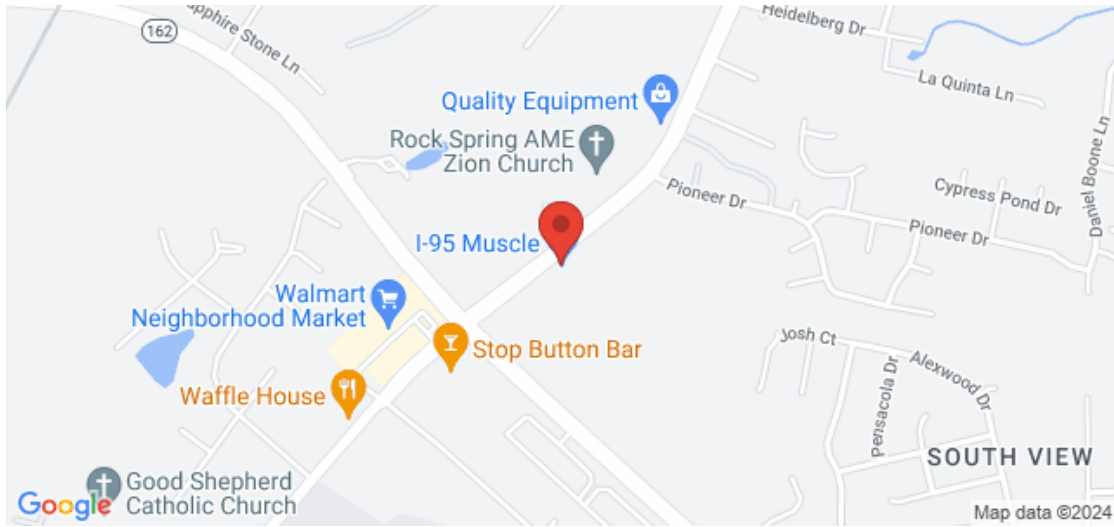 162
apphire Stone Ln
Heidelberg Dr
La Quinta Ln
Quality Equipment
Rock Spring AME
Zion Church
Pioneer Dr
Cypress Pond Dr
Daniel Boone Ln
Pioneer Dr
I-95 Muscle
Walmart
Neighborhood Market
Stop Button Bar
Josh Ct
Alexwood Dr
Pensacola Dr
Waffle House
SOUTH VIEW
Good Shepherd
Catholic Church
Google
Map data ©2024